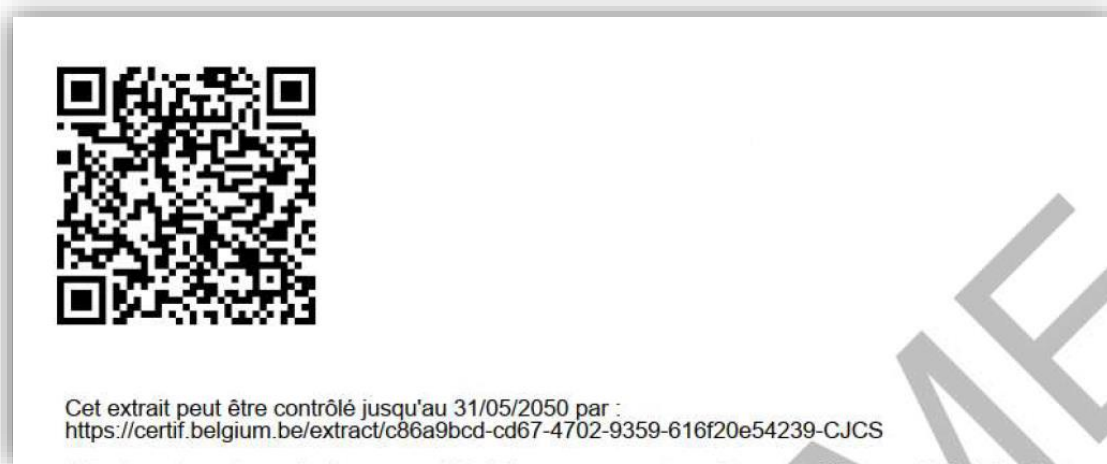 Cet extrait peut être contrôlé jusqu'au 31/05/2050 par :
https://certif.belgium.be/extract/c86a9bcd-cd67-4702-9359-616f20e54239-CJCS
ME